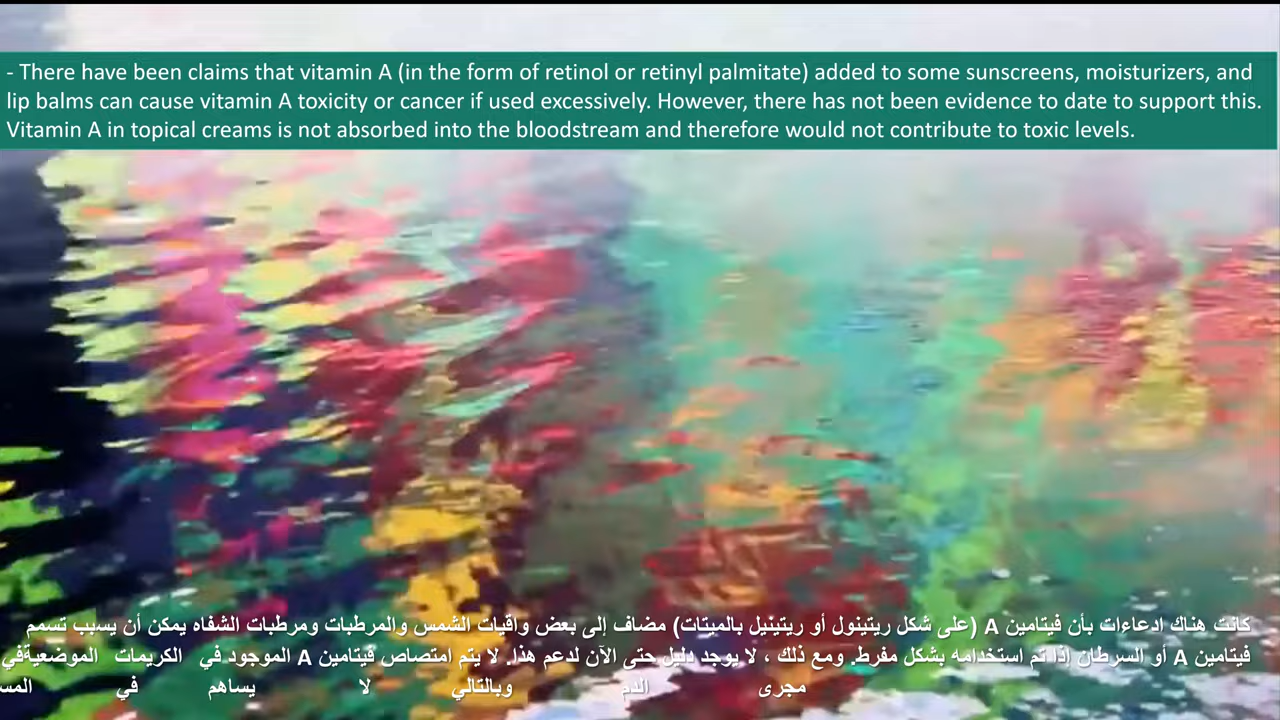 - There have been claims that vitamin A (in the form of retinol or retinyl palmitate) added to some sunscreens, moisturizers, and
lip balms can cause vitamin A toxicity or cancer if used excessively. However, there has not been evidence to date to support this.
Vitamin A in topical creams is not absorbed into the bloodstream and therefore would not contribute to toxic levels.
كانت هناك ادعاءات بأن فيتامين A (على شكل ريتينول أو ريتينيل بالميتات) مضاف إلى بعض واقيات الشمس والمرطبات ومرطبات الشفاه يمكن أن يسبب تسمم
فيتامين A أو السرطان إذا تم استخدامه بشكل مفرط. ومع ذلك ، لا يوجد دليل حتى الآن لدعم هذا. لا يتم امتصاص فيتامين A الموجود في الكريمات الموضعيةفي
مجرى الدم وبالتالي لا يساهم في